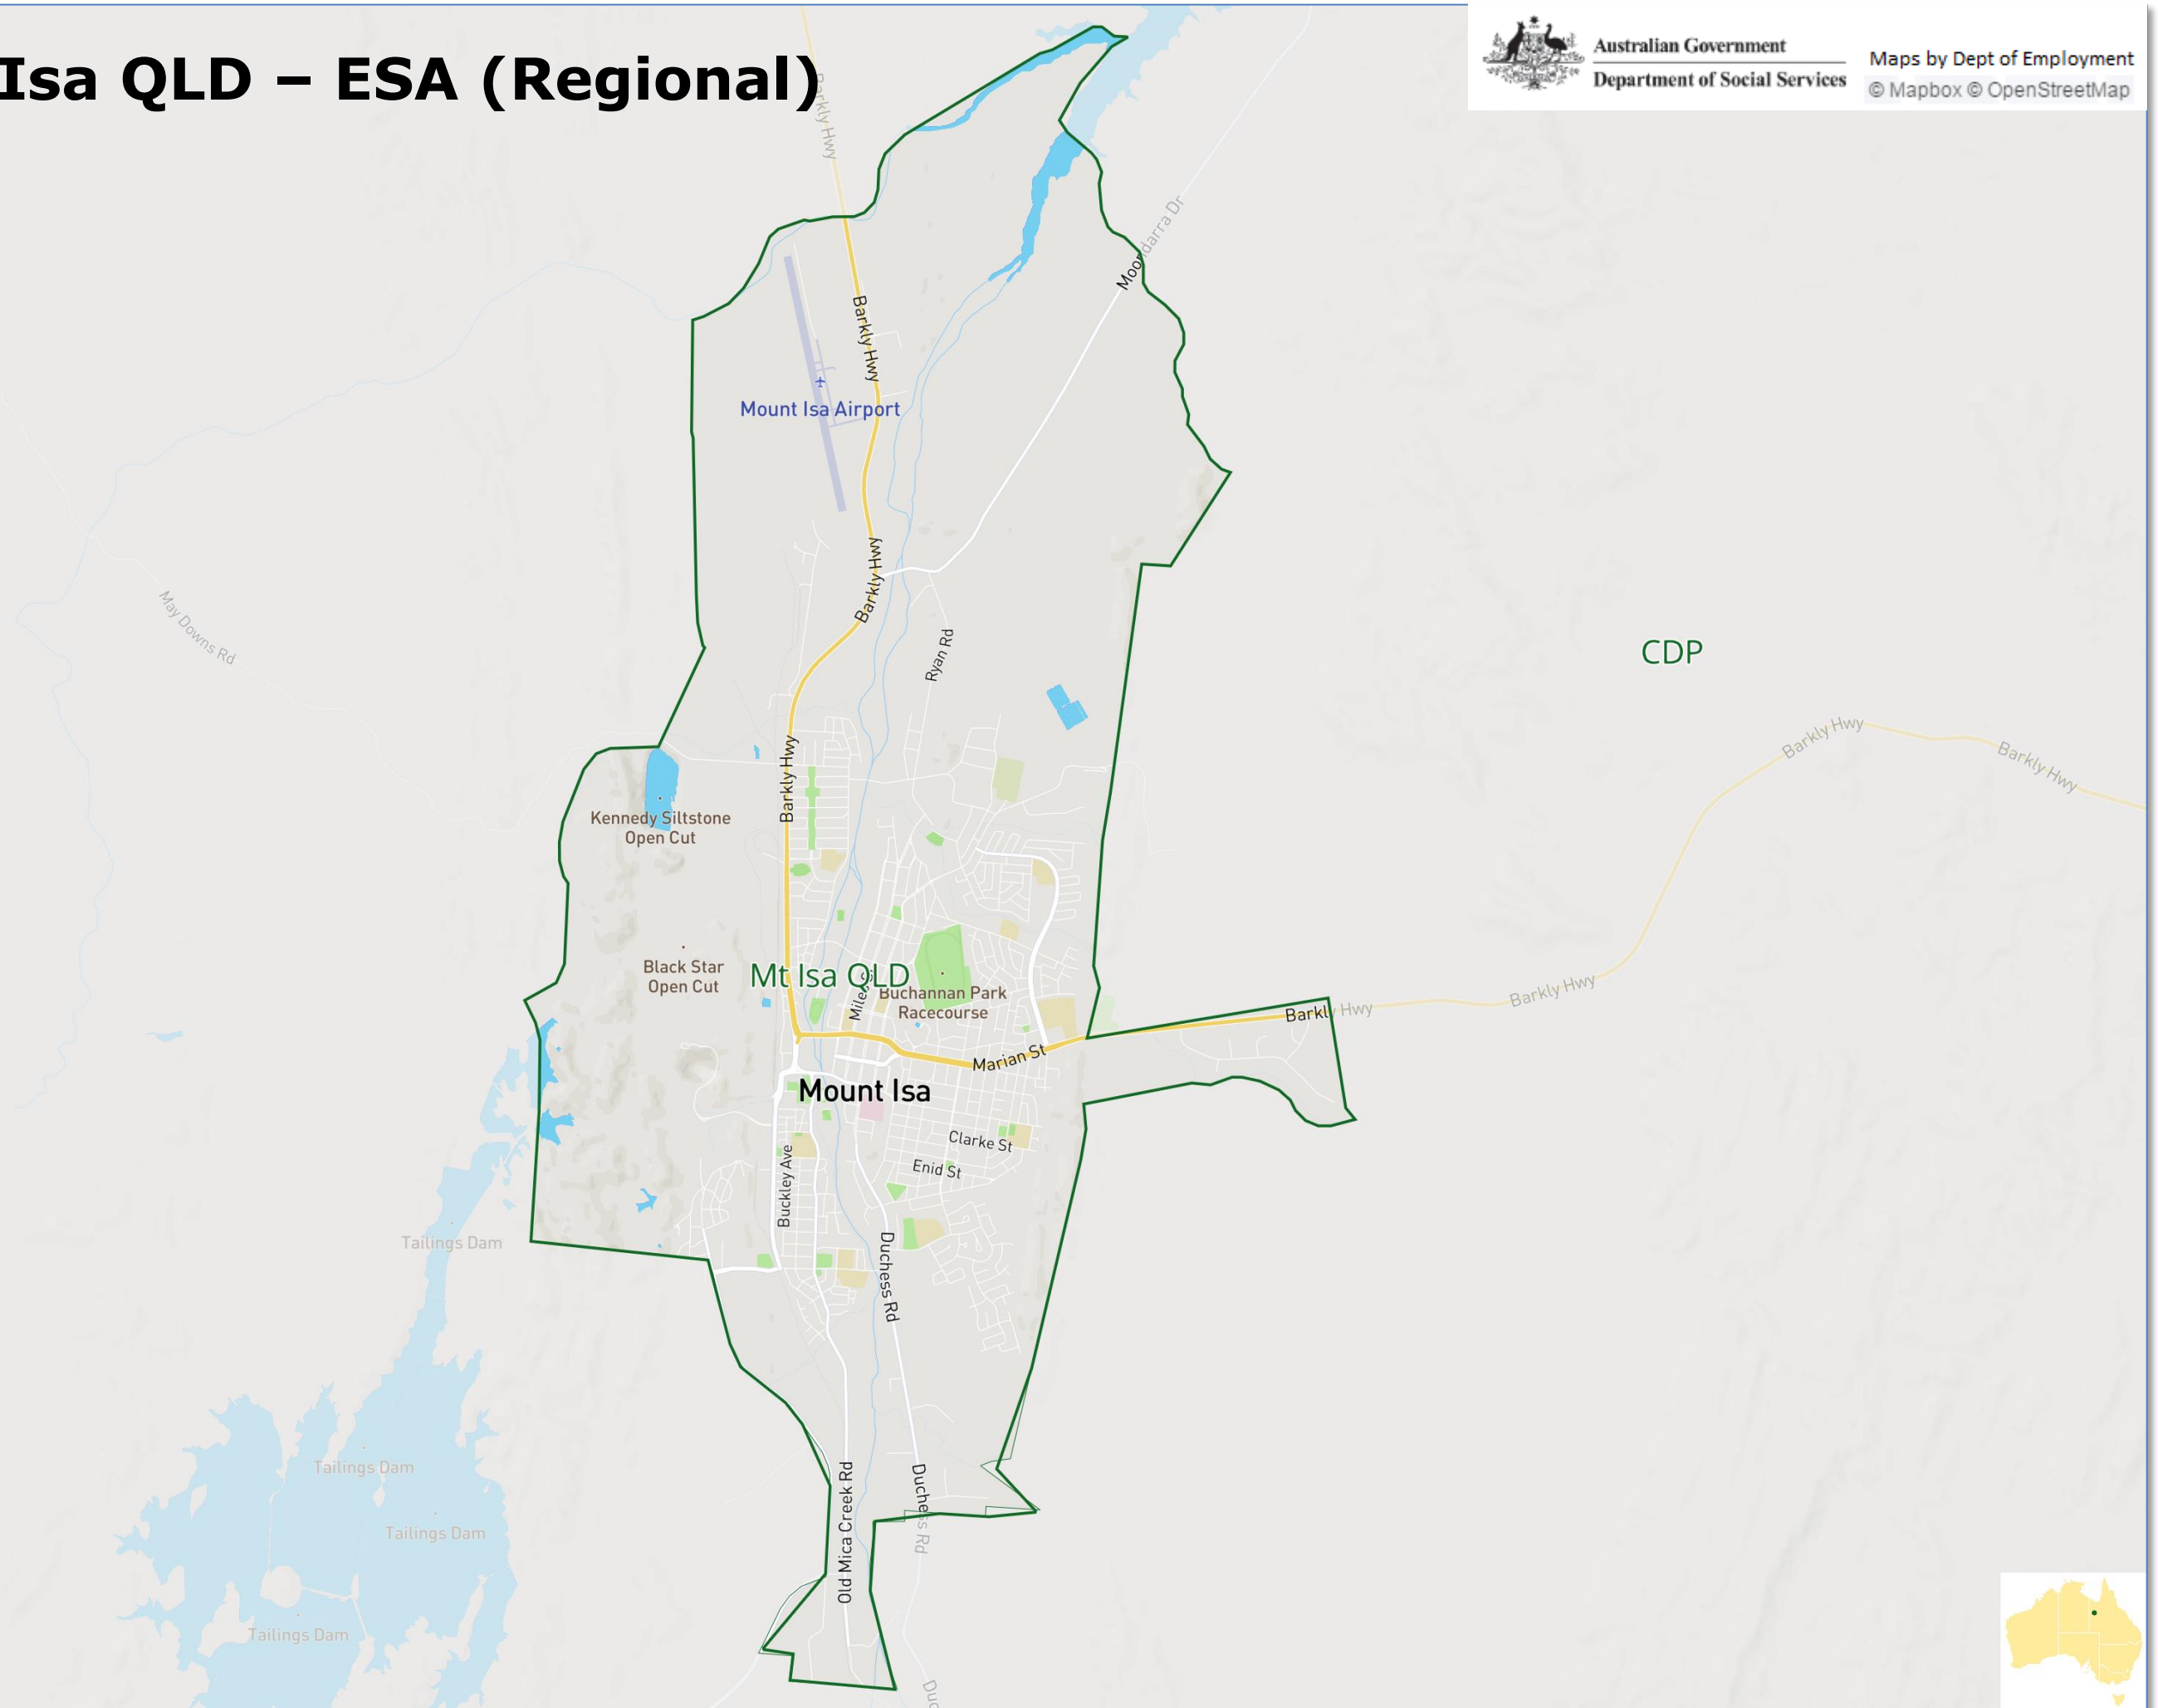 Isa QLD – ESA (Regional)
Australian Government
Department of Social Services
Maps by Dept of Employment
© Mapbox © OpenStreetMap
Barkly Hwy
Moondarra Dr
Barkly Hwy
Mount Isa Airport
Barkly Hwy
May Downs Rd
Ryan Rd
CDP
Barkly Hwy
Barkly Hwy
Barkly Hwy
Kennedy Siltstone
Open Cut
Black Star
Open Cut
Mt Isa QLD
Miles
Buchannan Park
Racecourse
Barkly Hwy
Barkly Hwy
Marian St
Mount Isa
Clarke St
Enid St
Buckley Ave
Tailings Dam
Duchess Rd
Tailings Dam
Old Mica Creek Rd
Duchess Rd
Tailings Dam
Tailings Dam
Duc